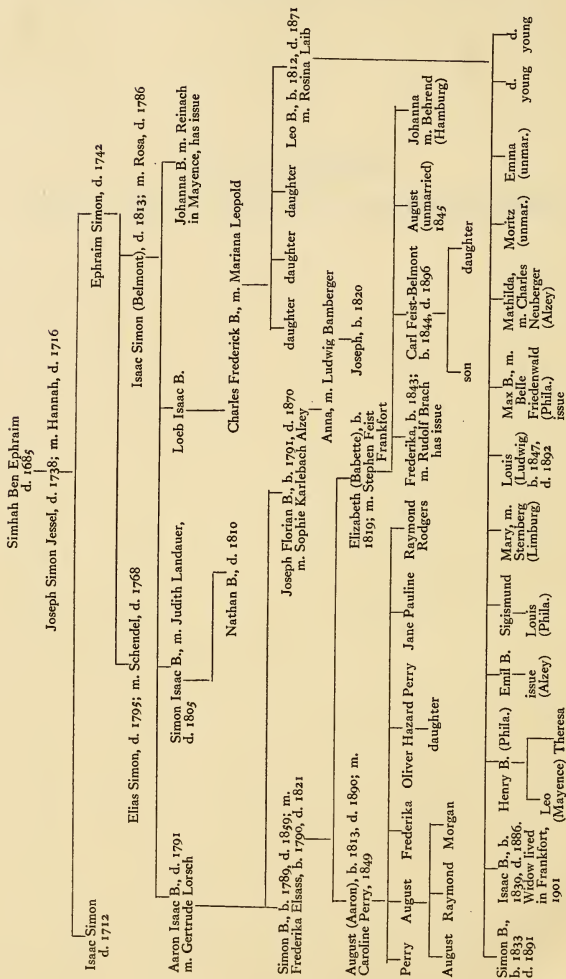 Simhah Ben Ephraim
d. 1685
Joseph Simon Jessel, d. 1738; m. Hannah, d. 1716
Isaac Simon
d. 1712
Ephraim Simon, d. 1742
Elias Simon, d. 1795; m. Schendel, d. 1768
Isaac Simon (Belmont), d. 1813; m. Rosa, d. 1786
Aaron Isaac B., d. 1791
m. Gertrude Lorsch
Simon Isaac B., m. Judith Landauer,
d. 1805
Loeb Isaac B.
Johanna B. m. Reinach
in Mayence, has issue
Nathan B., d. 1810
Charles Frederick B., m. Mariana Leopold
Simon B., b. 1789, d. 1859; m.
Frederika Elsass, b. 1790, d. 1821
Joseph Florian B., b. 1791, d. 1870
m. Sophie Karlebach Alzey
daughter
daughter
daughter
Leo B., b. 1812, d. 1871
m. Rosina Laib
Anna, m. Ludwig Bamberger
Joseph, b. 1820
August (Aaron), b. 1813, d. 1890; m.
Caroline Perry, 1849
Elizabeth (Babette), b.
1819; m. Stephen Feist
Frankfort
Perry
August
Frederika
Oliver Hazard Perry
Jane Pauline
Raymond
Rodgers
Frederika, b. 1843;
m. Rudolf Brach
has issue
Carl Feist-Belmont
b. 1844, d. 1896
August
(unmarried)
1845
Johanna
m. Behrend
(Hamburg)
August
Raymond
Morgan
daughter
son
daughter
Simon B.,
b. 1833
d. 1891
Isaac B., b.
1839, d. 1886.
Widow lived
in Frankfort,
1901
Henry B. (Phila.)
Leo
(Mayence)
Theresa
Emil B.
issue
(Alzey)
Sigismund
Louis
(Phila.)
Mary, m.
Sternberg
(Limburg)
Louis
(Ludwig)
b. 1847,
d. 1892
Max B., m.
Belle
Friedenwald
(Phila.)
issue
Mathilda,
m. Charles
Neuberger
(Alzey)
Moritz
(unmar.)
Emma
(unmar.)
d.
young
d.
young